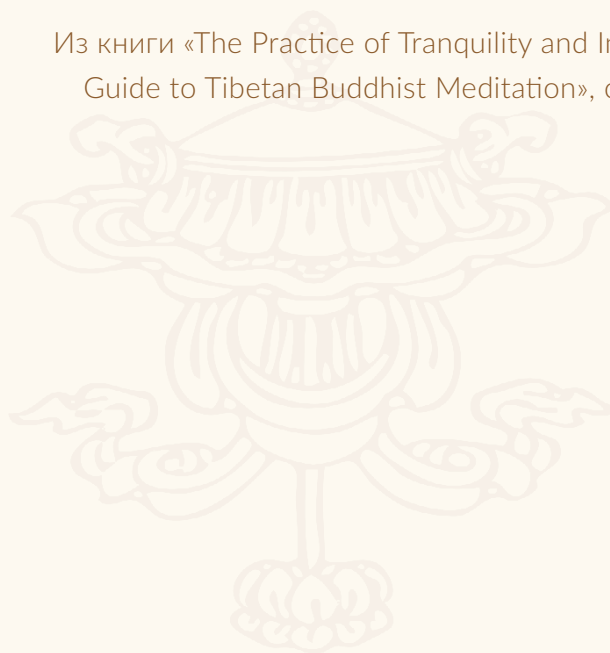 Из книги «The Practice of Tranquility and
Guide to Tibetan Buddhist Meditation»,